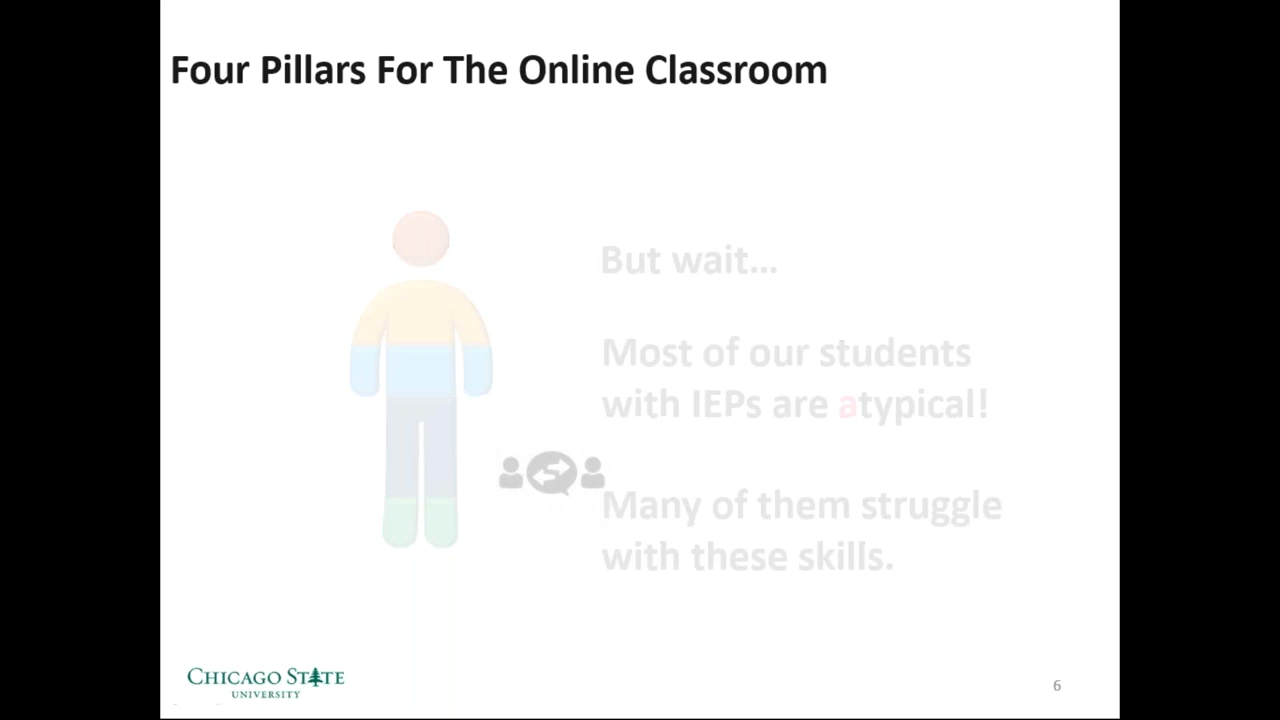 Four Pillars For The Online Classroom
But wait...
Most of our students
with IEPs are atypical!
Many of them struggle
with these skills.
CHICAGO STATE
UNIVERSITY
6